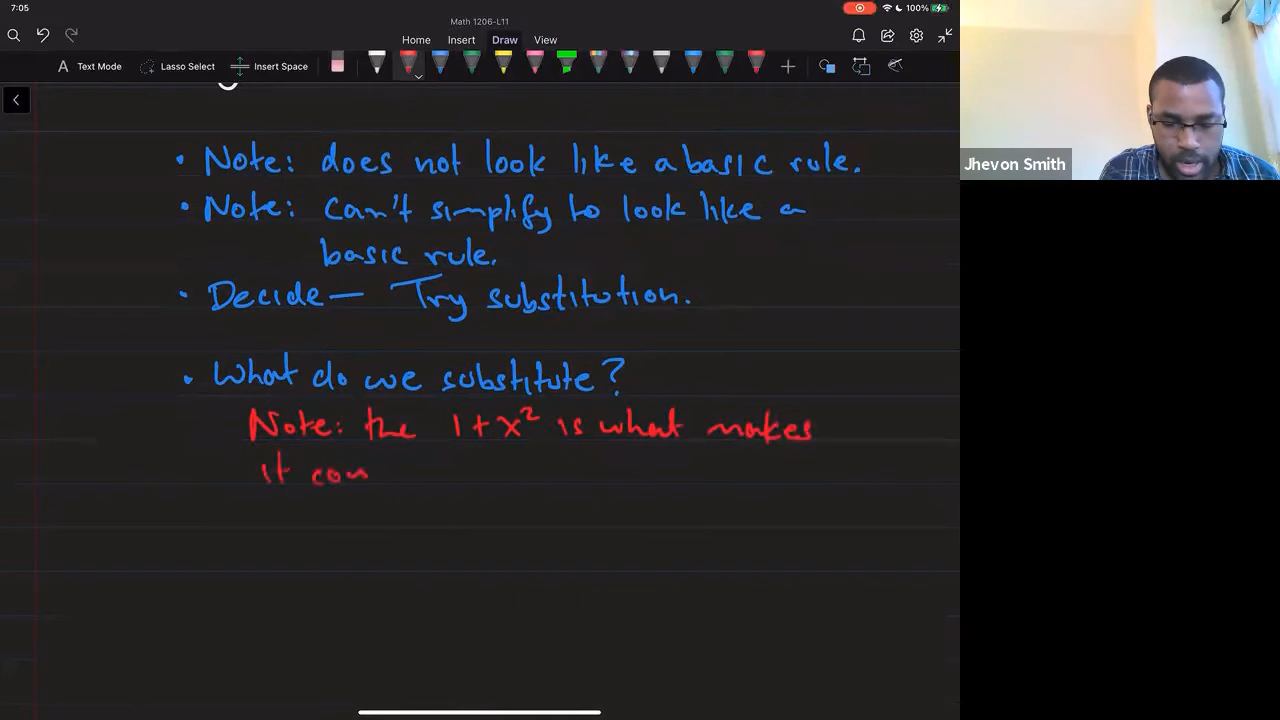 7:05
100%
Math 1206-L11
Home Insert Draw View
Text Mode Lasso Select Insert Space
• Note: does not look like a basic rule.
• Note: can't simplify to look like a
basic rule.
• Decide — Try substitution.
• What do we substitute?
Note: the 1 + x² is what makes
it com
Jhevon Smith